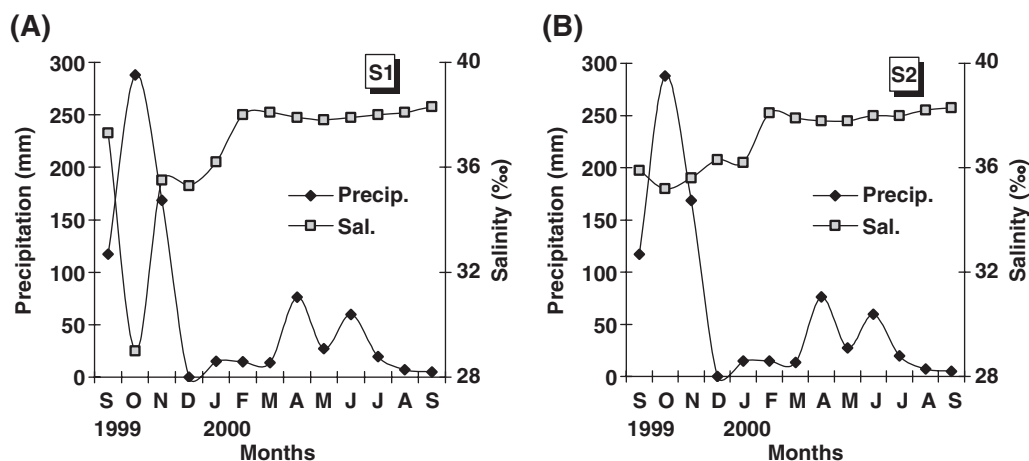 (A)
S1
Precipitation (mm)
300
250
200
150
100
50
0
40
36
32
28
Salinity (‰)
Precip.
Sal.
S O N D J F M A M J J A S
1999 2000
Months
(B)
S2
Precipitation (mm)
300
250
200
150
100
50
0
40
36
32
28
Salinity (‰)
Precip.
Sal.
S O N D J F M A M J J A S
1999 2000
Months